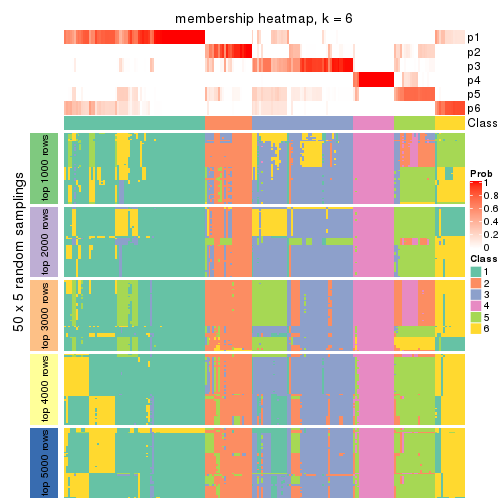 membership heatmap, k = 6
p1
p2
p3
p4
p5
p6
Class
50 x 5 random samplings
top 1000 rows
top 2000 rows
top 3000 rows
top 4000 rows
top 5000 rows
Prob
1
0.8
0.6
0.4
0.2
0
Class
1
2
3
4
5
6